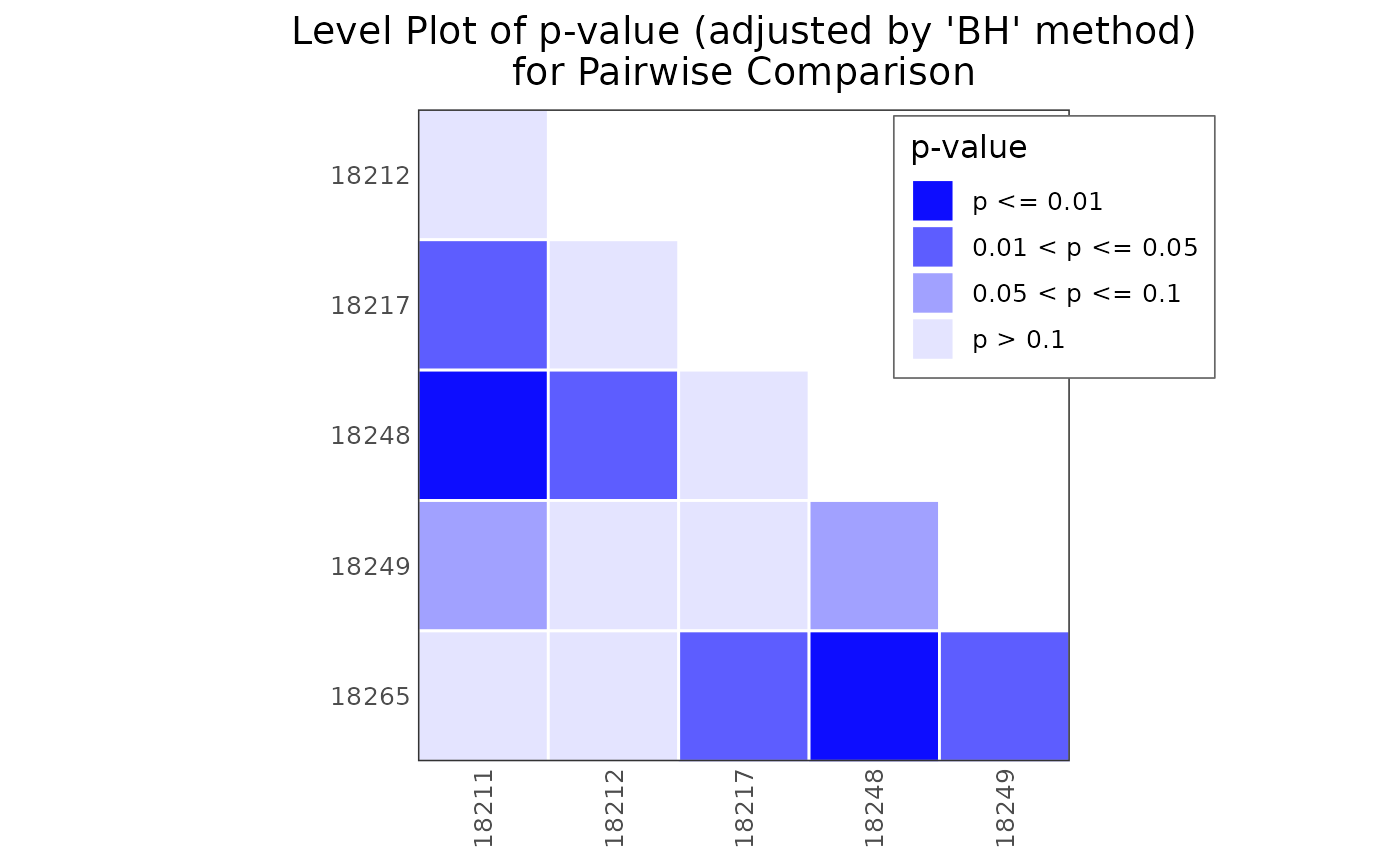 Level Plot of p-value (adjusted by 'BH' method)
for Pairwise Comparison
p-value
p <= 0.01
0.01 < p <= 0.05
0.05 < p <= 0.1
p > 0.1
18212
18217
18248
18249
18265
18211
18212
18217
18248
18249